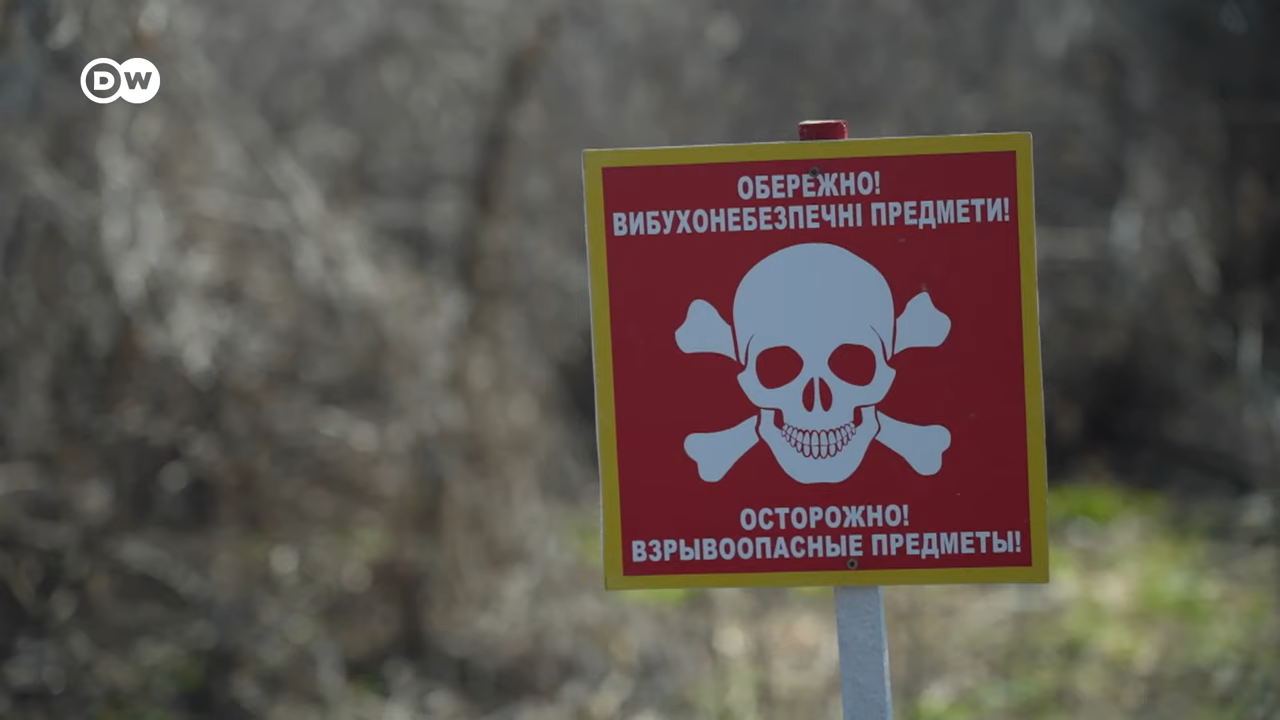 DW
ОБЕРЕЖНО!
ВИБУХОНЕБЕЗПЕЧНІ ПРЕДМЕТИ!
ОСТОРОЖНО!
ВЗРЫВООПАСНЫЕ ПРЕДМЕТЫ!